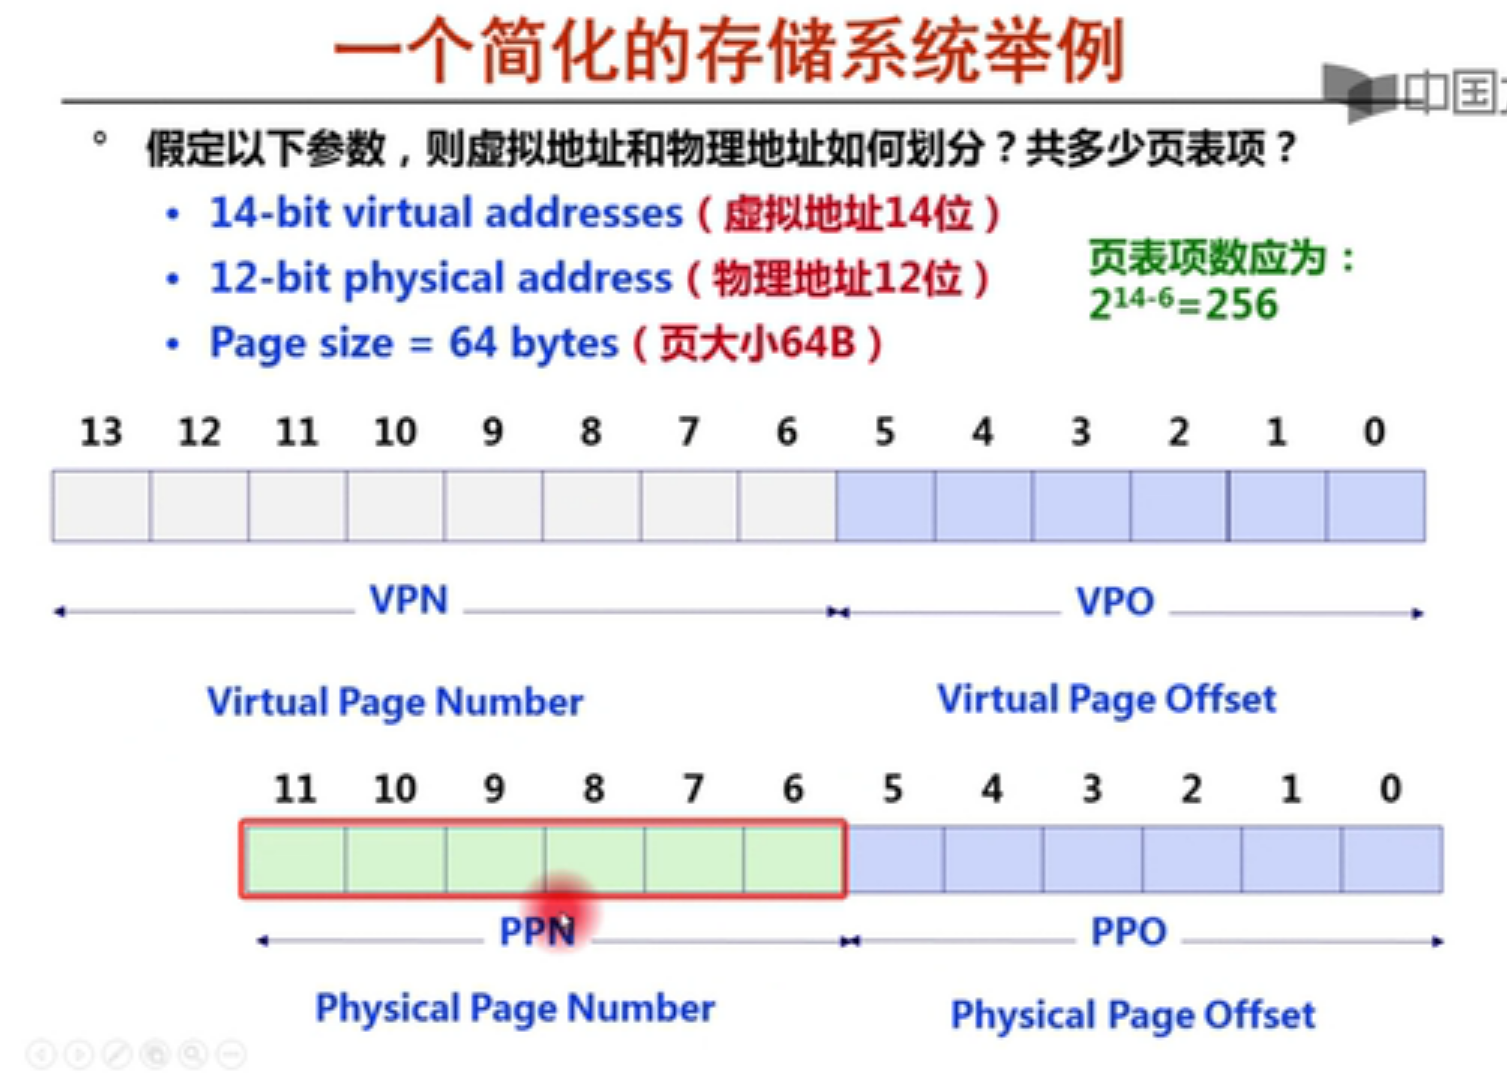 一个简化的存储系统举例
中国
° 假定以下参数，则虚拟地址和物理地址如何划分？共多少页表项？
• 14-bit virtual addresses（虚拟地址14位）
• 12-bit physical address（物理地址12位）
• Page size = 64 bytes（页大小64B）
页表项数应为：
2¹⁴⁻⁶=256
13 12 11 10 9 8 7 6 5 4 3 2 1 0
VPN VPO
Virtual Page Number Virtual Page Offset
11 10 9 8 7 6 5 4 3 2 1 0
PPN PPO
Physical Page Number Physical Page Offset